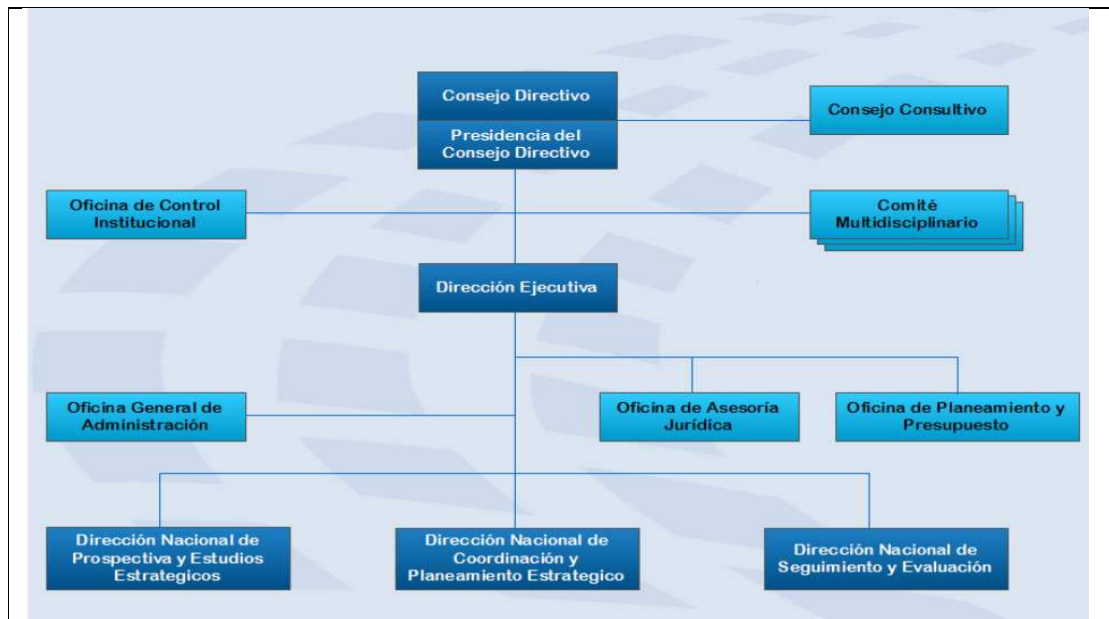 Consejo Directivo
Consejo Consultivo
Presidencia del
Consejo Directivo
Oficina de Control
Institucional
Comité
Multidisciplinario
Dirección Ejecutiva
Oficina General de
Administración
Oficina de Asesoría
Jurídica
Oficina de Planeamiento y
Presupuesto
Dirección Nacional de
Prospectiva y Estudios
Estrategicos
Dirección Nacional de
Coordinación y
Planeamiento Estrategico
Dirección Nacional de
Seguimiento y Evaluación